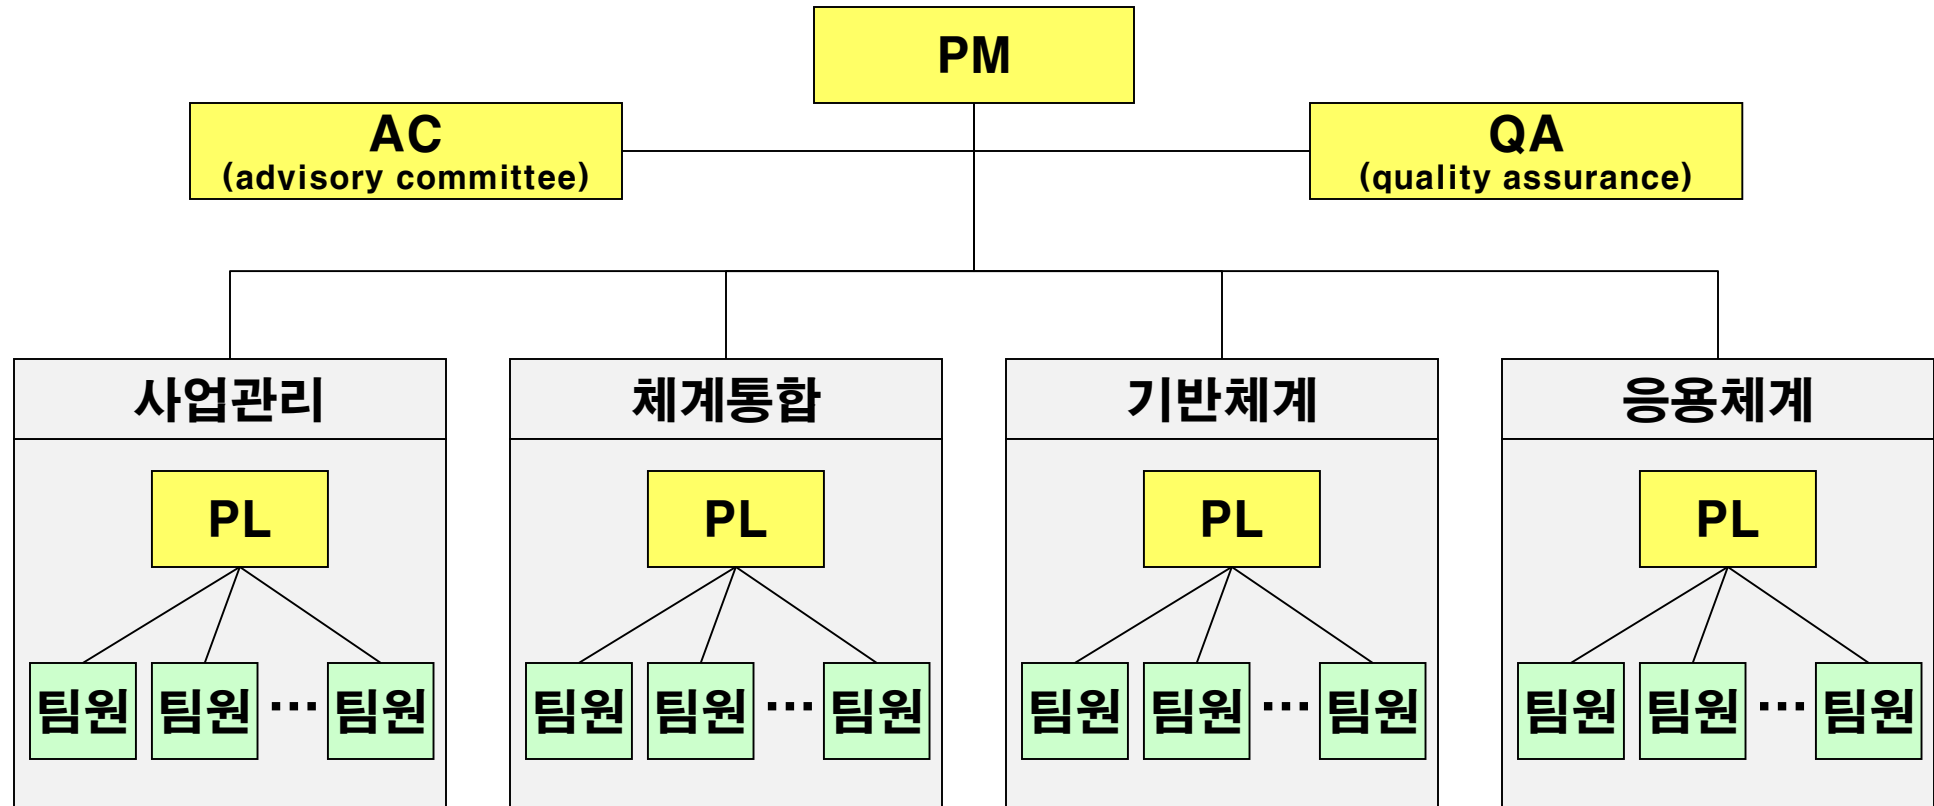 PM
AC
(advisory committee)
QA
(quality assurance)
사업관리
체계통합
기반체계
응용체계
PL
PL
PL
PL
팀원 팀원 ··· 팀원
팀원 팀원 ··· 팀원
팀원 팀원 ··· 팀원
팀원 팀원 ··· 팀원